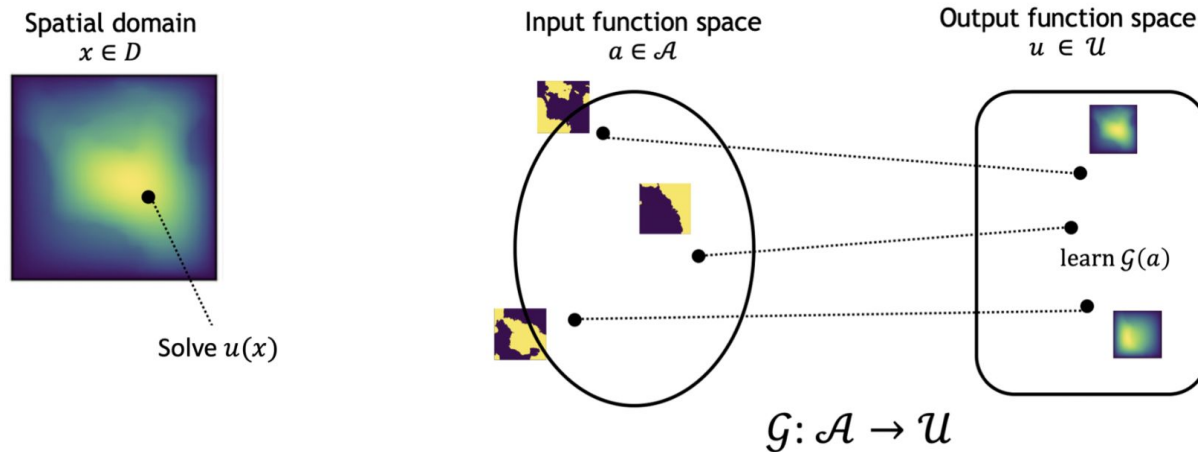 Spatial domain
x ∈ D
Solve u(x)
Input function space
a ∈ 𝒜
Output function space
u ∈ 𝒰
learn 𝒢(a)
𝒢: 𝒜 → 𝒰